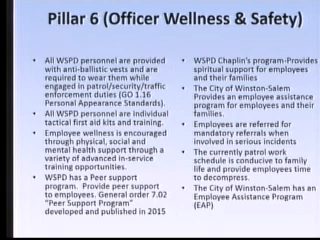 Pillar 6 (Officer Wellness & Safety)
• All WSPD personnel are provided
with anti-ballistic vests and are
required to wear them while
engaged in patrol/security/traffic
enforcement duties (GO 1.16
Personal Appearance Standards).
• All WSPD personnel are individual
tactical first aid kits and training.
• Employee wellness is encouraged
through physical, social and
mental health support through a
variety of advanced in-service
training opportunities.
• WSPD has a Peer support
program. Provide peer support
to employees. General order 7.02
"Peer Support Program"
developed and published in 2015
• WSPD Chaplin's program-Provides
spiritual support for employees
and their families
• The City of Winston-Salem
Provides an employee assistance
program for employees and their
families.
• Employees are referred for
mandatory referrals when
involved in serious incidents
• The currently patrol work
schedule is conducive to family
life and provide employees time
to decompress.
• The City of Winston-Salem has an
Employee Assistance Program
(EAP)